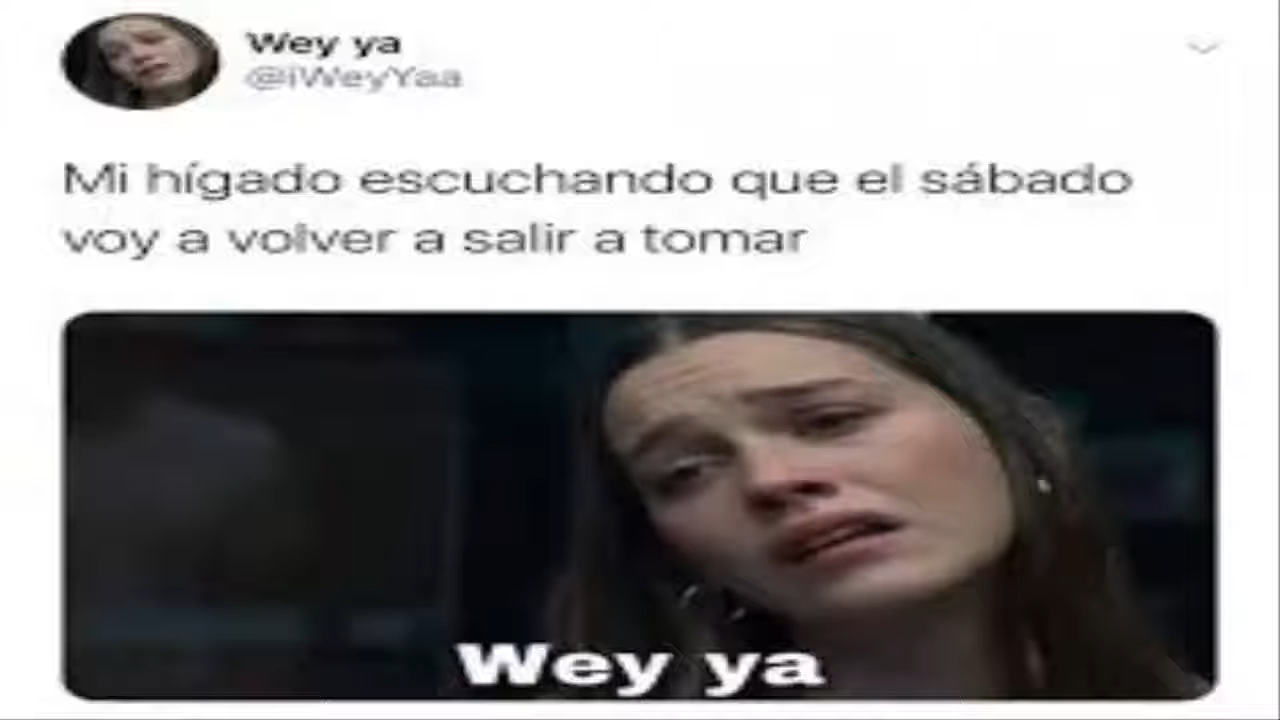 Wey ya
@iWeyYaa
Mi hígado escuchando que el sábado
voy a volver a salir a tomar
Wey ya